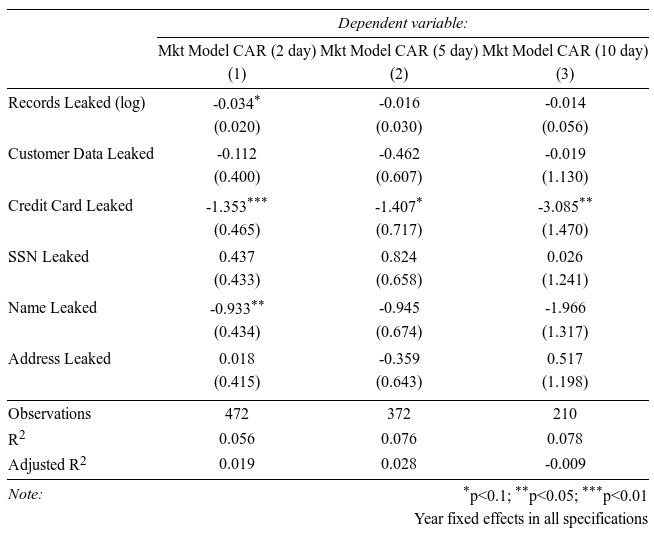 Dependent variable:
Mkt Model CAR (2 day) Mkt Model CAR (5 day) Mkt Model CAR (10 day)
(1) (2) (3)
Records Leaked (log) -0.034* -0.016 -0.014
(0.020) (0.030) (0.056)
Customer Data Leaked -0.112 -0.462 -0.019
(0.400) (0.607) (1.130)
Credit Card Leaked -1.353*** -1.407* -3.085**
(0.465) (0.717) (1.470)
SSN Leaked 0.437 0.824 0.026
(0.433) (0.658) (1.241)
Name Leaked -0.933** -0.945 -1.966
(0.434) (0.674) (1.317)
Address Leaked 0.018 -0.359 0.517
(0.415) (0.643) (1.198)
Observations 472 372 210
R2 0.056 0.076 0.078
Adjusted R2 0.019 0.028 -0.009
Note: *p<0.1; **p<0.05; ***p<0.01
Year fixed effects in all specifications